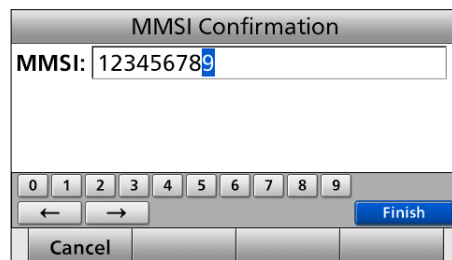 MMSI Confirmation
MMSI: 123456789
0 1 2 3 4 5 6 7 8 9
← → Finish
Cancel